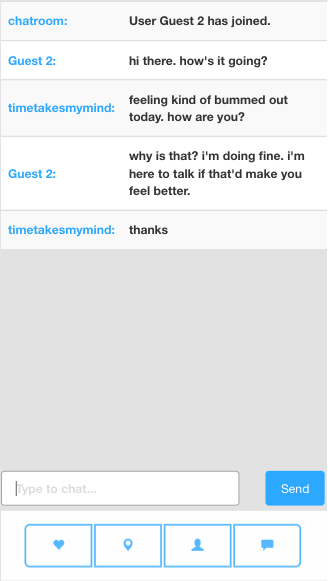 chatroom: User Guest 2 has joined.
Guest 2: hi there. how's it going?
timetakesmymind: feeling kind of bummed out
today. how are you?
Guest 2: why is that? i'm doing fine. i'm
here to talk if that'd make you
feel better.
timetakesmymind: thanks
Type to chat...
Send